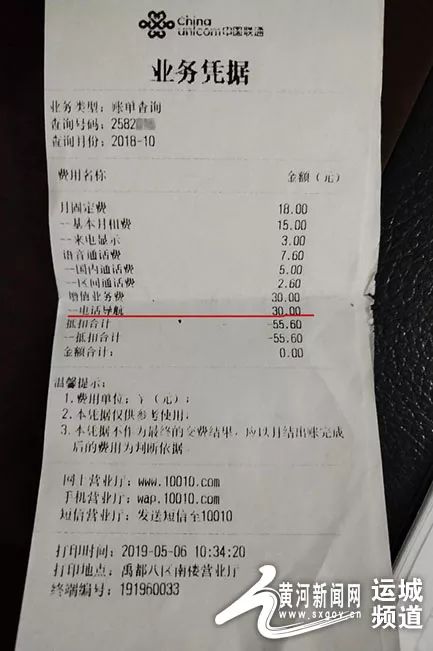 China
unicom中国联通
业务凭据
业务类型：账单查询
查询号码：2582
查询月份：2018-10
费用名称 金额（元）
月固定费 18.00
--基本月租费 15.00
--来电显示 3.00
语音通话费 7.60
--国内通话费 5.00
--区间通话费 2.60
增值业务费 30.00
--电话导航 30.00
抵扣合计 -55.60
--抵扣合计 -55.60
金额合计： 0.00
温馨提示：
1.费用单位：￥（元）；
2.本凭据仅供参考使用，
3.本凭据不作为最终的交费结果，应以月结出账完成
后的费用为判断依据
网上营业厅：www.10010.com
手机营业厅：wap.10010.com
短信营业厅：发送短信至10010
打印时间：2019-05-06 10:34:20
打印地点：禹都八区南楼营业厅
终端编号：191960033
黄河新闻网 运城
www.sxgov.cn 频道